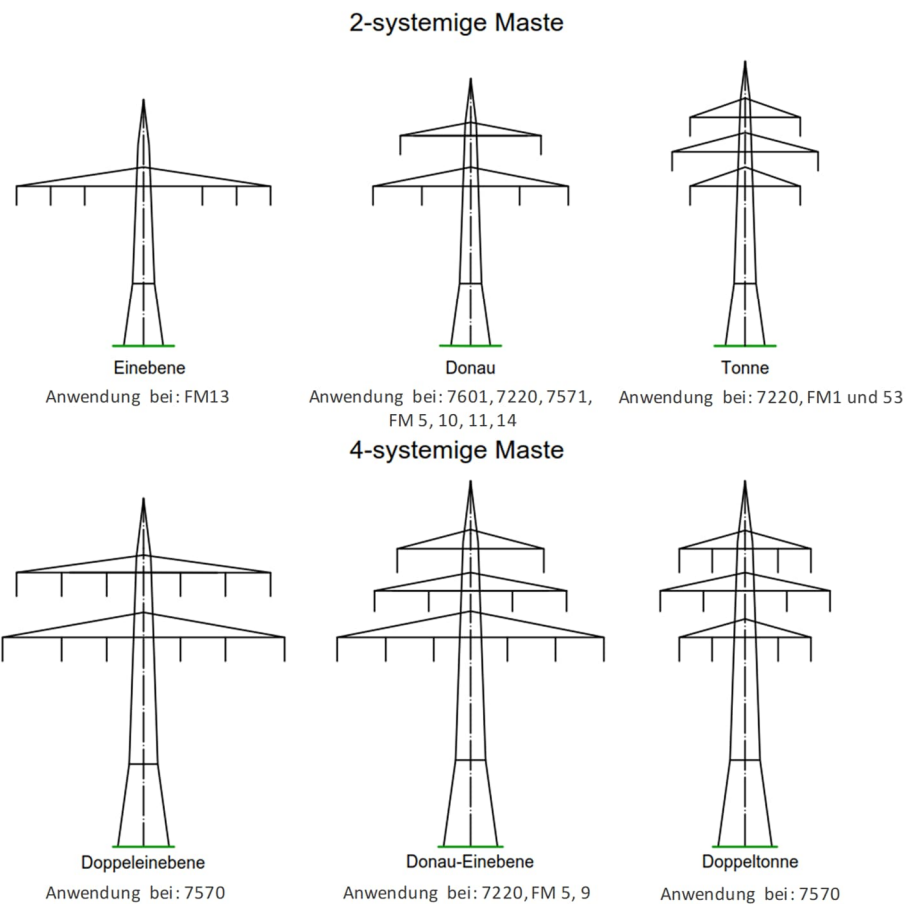 2-systemige Maste
Einebene
Donau
Tonne
Anwendung bei: FM13
Anwendung bei: 7601, 7220, 7571,
FM 5, 10, 11, 14
Anwendung bei: 7220, FM1 und 53
4-systemige Maste
Doppeleinebene
Donau-Einebene
Doppeltonne
Anwendung bei: 7570
Anwendung bei: 7220, FM 5, 9
Anwendung bei: 7570